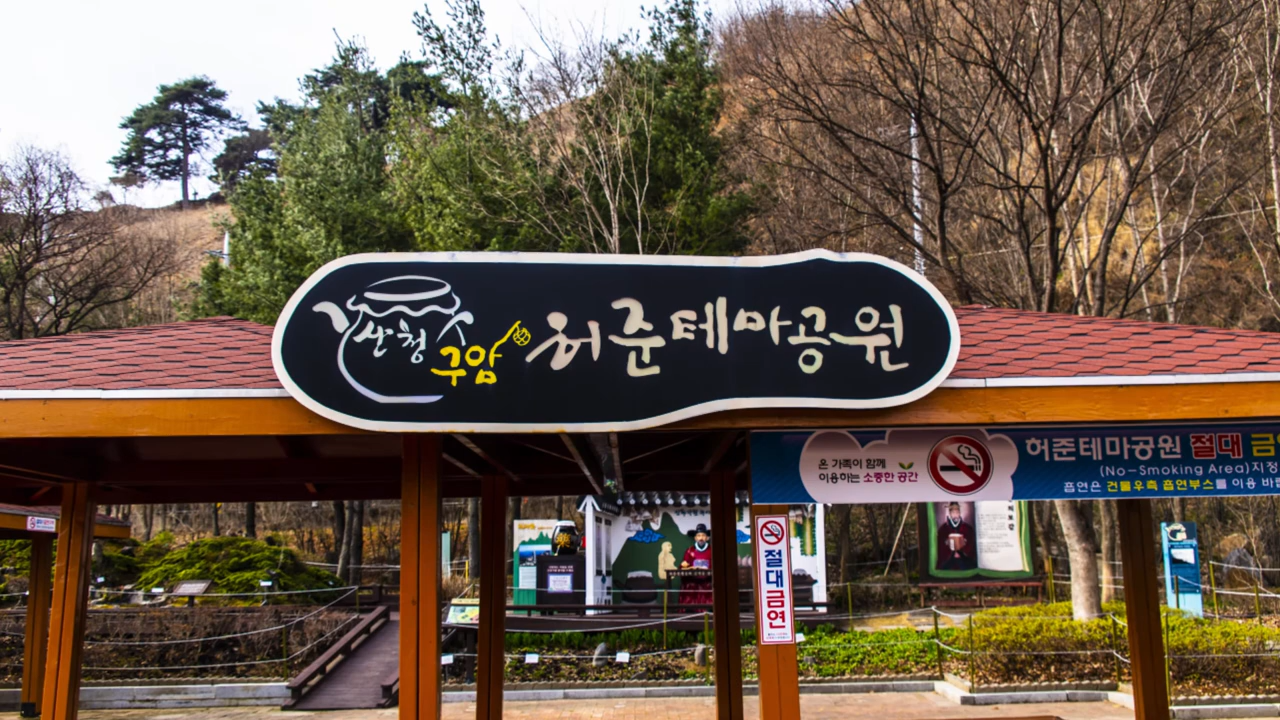 산청
구암
허준테마공원
온 가족이 함께
이용하는 소중한 공간
허준테마공원 절대 금
(No-Smoking Area)지정
흡연은 건물우측 흡연부스를 이용 바랍
절대금연